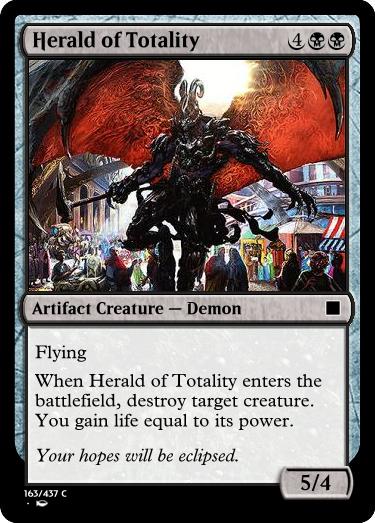 Herald of Totality 4
Artifact Creature — Demon
Flying
When Herald of Totality enters the
battlefield, destroy target creature.
You gain life equal to its power.
Your hopes will be eclipsed.
5/4
163/437 C